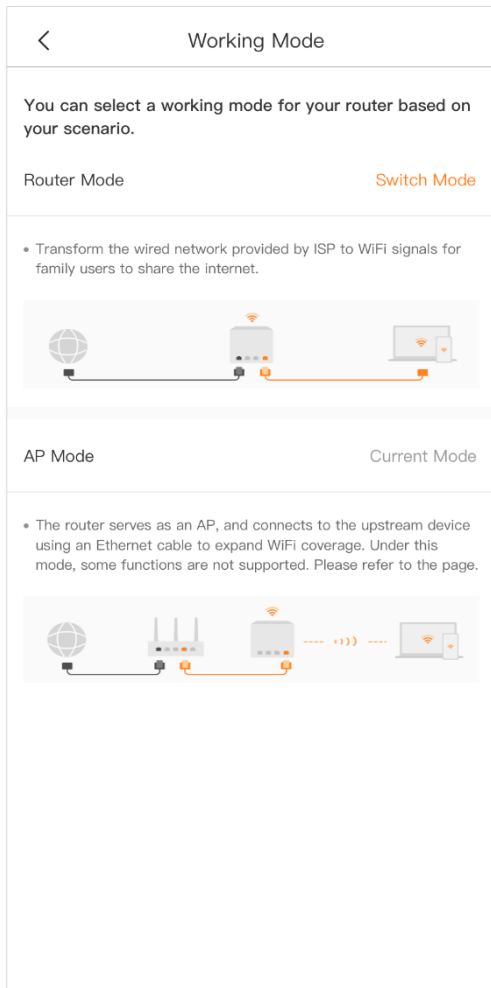 Working Mode
You can select a working mode for your router based on
your scenario.
Router Mode
Switch Mode
• Transform the wired network provided by ISP to WiFi signals for
family users to share the internet.
AP Mode
Current Mode
• The router serves as an AP, and connects to the upstream device
using an Ethernet cable to expand WiFi coverage. Under this
mode, some functions are not supported. Please refer to the page.